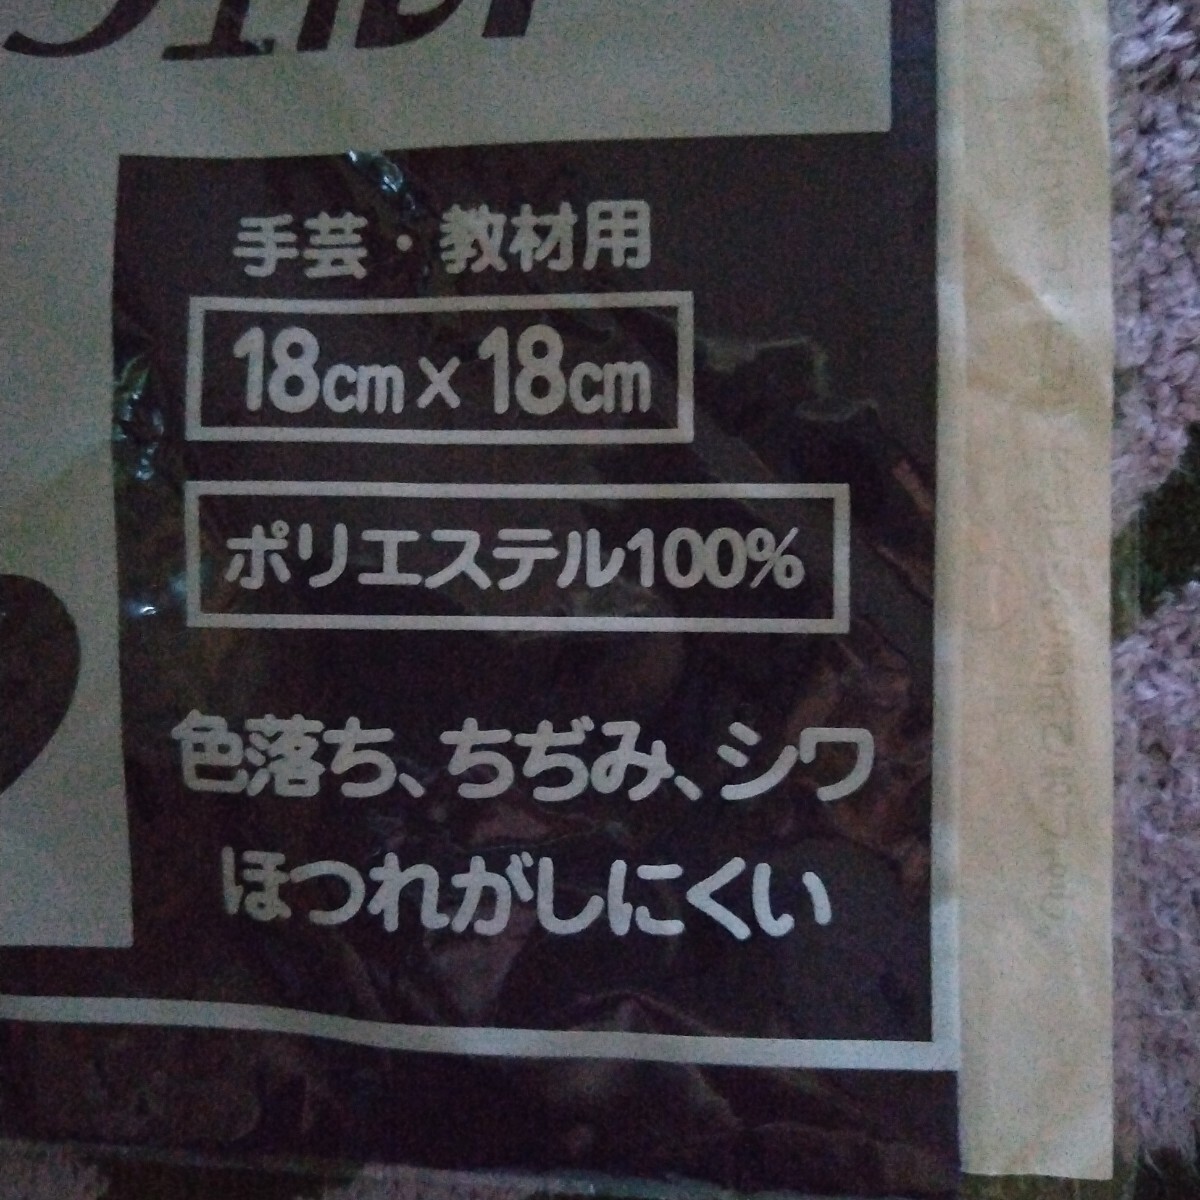 手芸・教材用
18cm×18cm
ポリエステル100%
色落ち、ちぢみ、シワ
ほつれがしにくい